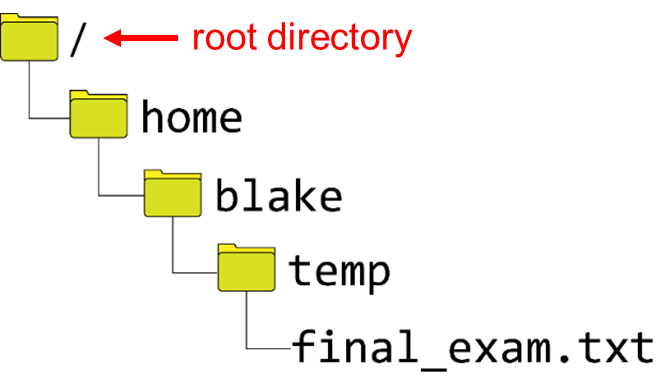 / root directory
home
blake
temp
final_exam.txt